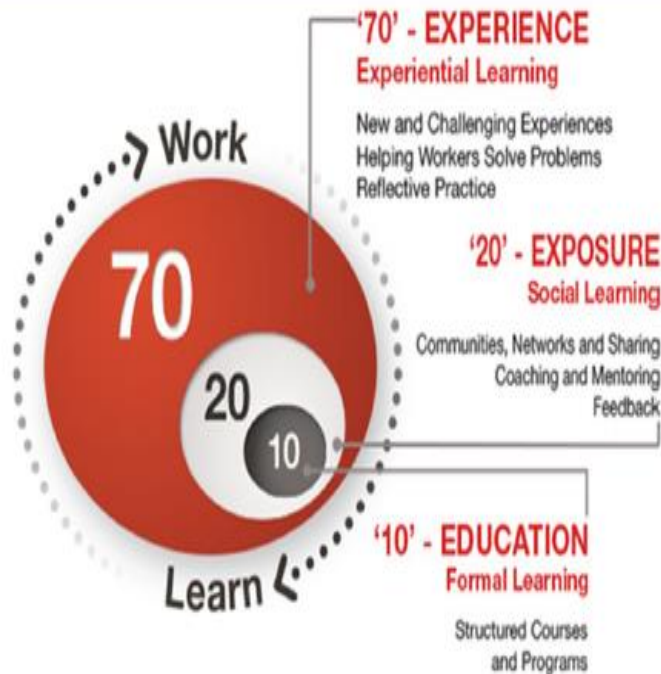 '70' - EXPERIENCE
Experiential Learning
New and Challenging Experiences
Helping Workers Solve Problems
Reflective Practice
Work
70
'20' - EXPOSURE
Social Learning
Communities, Networks and Sharing
Coaching and Mentoring
Feedback
20
10
'10' - EDUCATION
Formal Learning
Structured Courses
and Programs
Learn